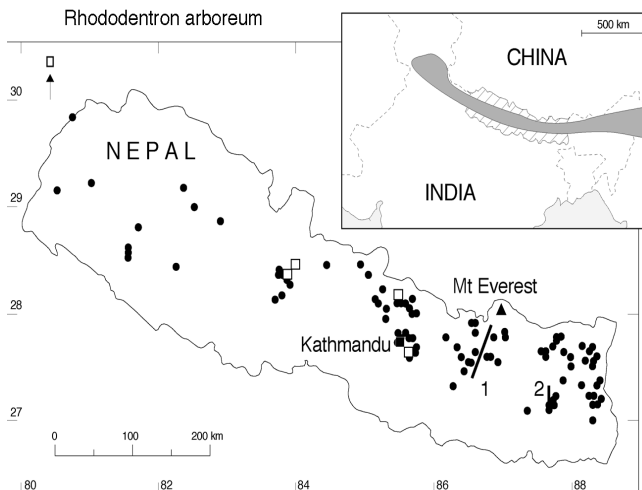 Rhododentron arboreum
500 km
CHINA
INDIA
30
NEPAL
29
28
27
Mt Everest
Kathmandu
1
2
0 100 200 km
80 82 84 86 88